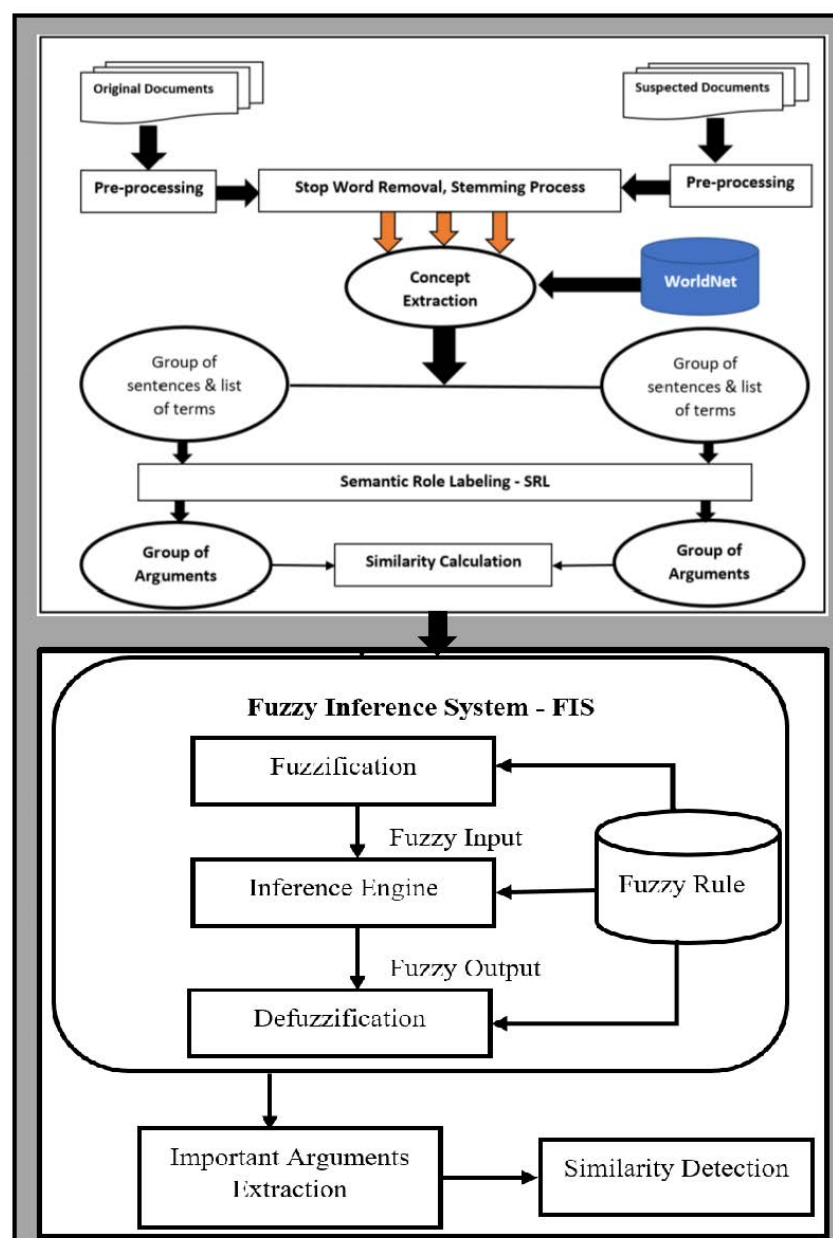 Original Documents
Suspected Documents
Pre-processing
Stop Word Removal, Stemming Process
Pre-processing
Concept
Extraction
WorldNet
Group of
sentences & list
of terms
Group of
sentences & list
of terms
Semantic Role Labeling - SRL
Group of
Arguments
Similarity Calculation
Group of
Arguments
Fuzzy Inference System - FIS
Fuzzification
Fuzzy Input
Inference Engine
Fuzzy Rule
Fuzzy Output
Defuzzification
Important Arguments
Extraction
Similarity Detection